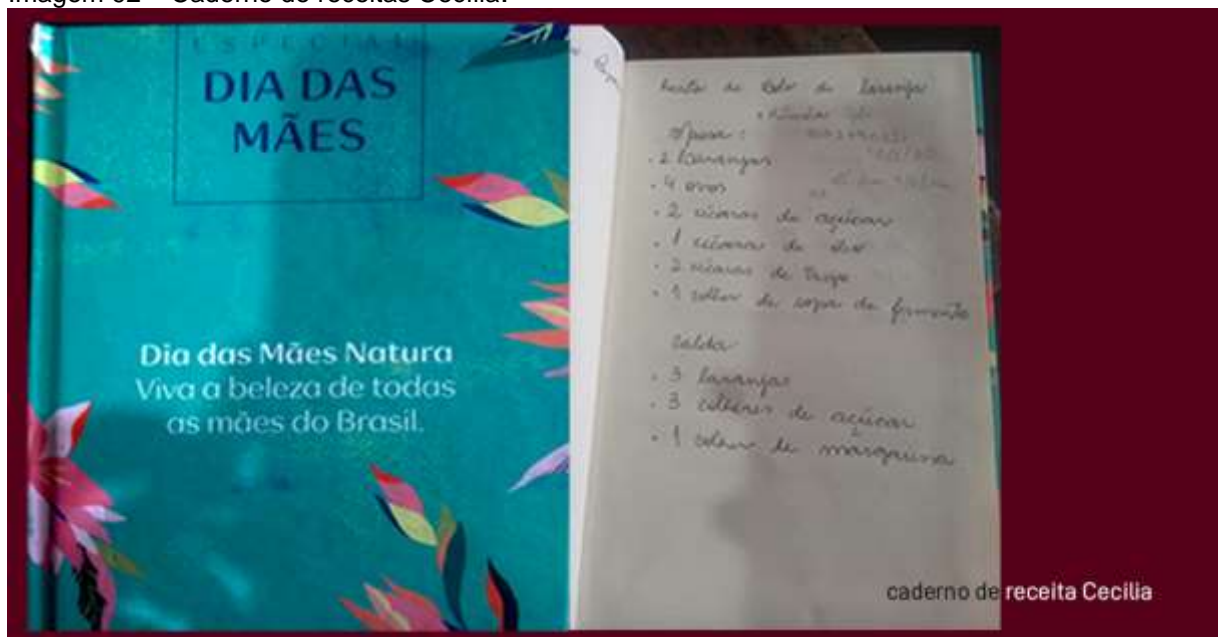 Imagem 32 – Caderno de receitas Cecília.
ESPECIAL
DIA DAS
MÃES
Dia das Mães Natura
Viva a beleza de todas
as mães do Brasil.
Receita de Bolo de laranja
Massa:
. 2 laranjas
. 4 ovos
. 2 xícaras de açúcar
. 1 xícara de óleo
. 2 xícaras de trigo
. 1 colher de sopa de fermento
Calda
. 3 laranjas
. 3 colheres de açúcar
. 1 colher de margarina
caderno de receita Cecília